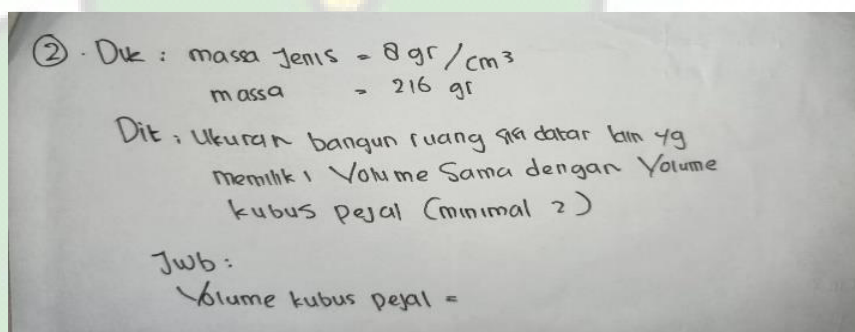 ② . Dik : massa Jenis = 8 gr/cm³
massa = 216 gr
Dit : Ukuran bangun ruang sisi datar lain yg
memiliki Volume Sama dengan Volume
kubus pejal (minimal 2)
Jwb :
Volume kubus pejal =